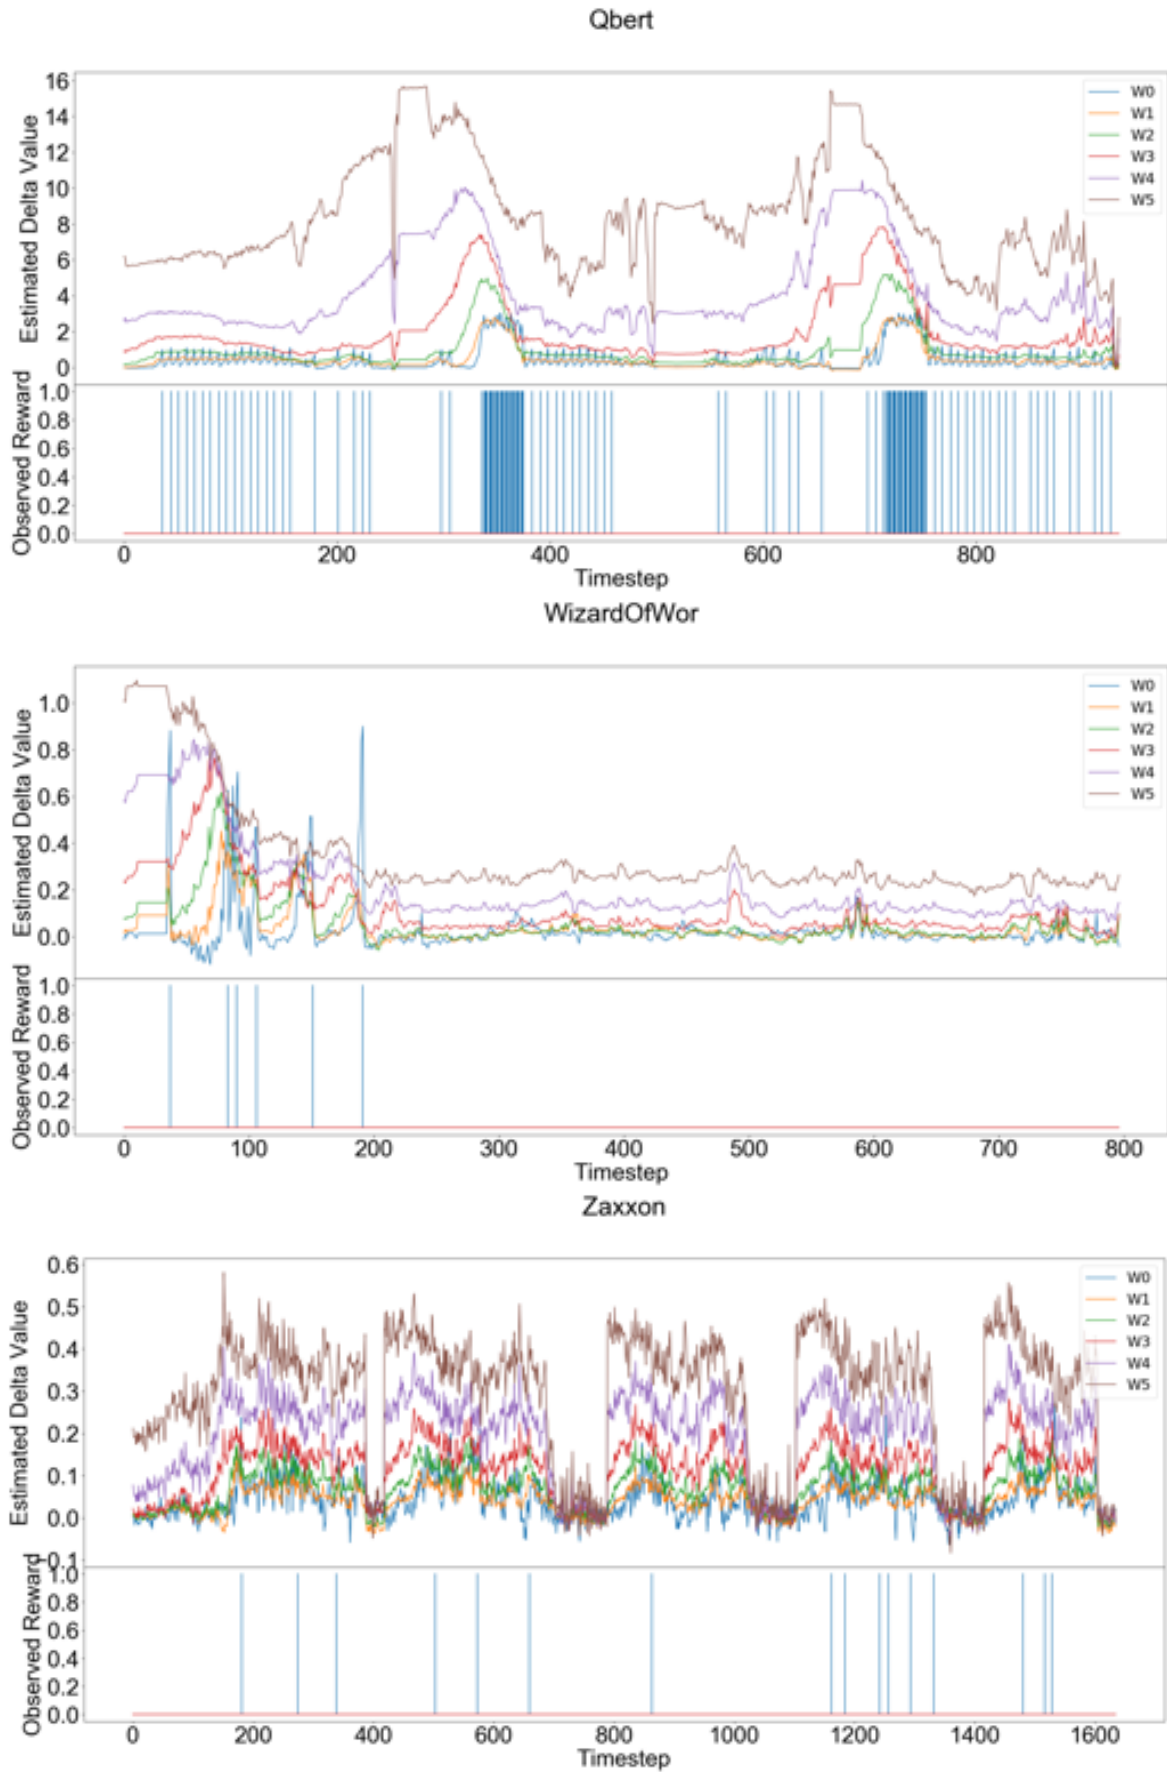 Qbert
Estimated Delta Value
16
14
12
10
8
6
4
2
0
W0
W1
W2
W3
W4
W5
Observed Reward
1.0
0.8
0.6
0.4
0.2
0.0
0 200 400 600 800
Timestep
WizardOfWor
Estimated Delta Value
1.0
0.8
0.6
0.4
0.2
0.0
W0
W1
W2
W3
W4
W5
Observed Reward
1.0
0.8
0.6
0.4
0.2
0.0
0 100 200 300 400 500 600 700 800
Timestep
Zaxxon
Estimated Delta Value
0.6
0.5
0.4
0.3
0.2
0.1
0.0
−0.1
W0
W1
W2
W3
W4
W5
Observed Reward
1.0
0.8
0.6
0.4
0.2
0.0
0 200 400 600 800 1000 1200 1400 1600
Timestep